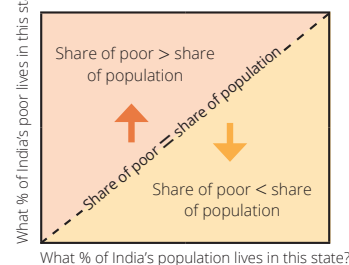 What % of India's poor lives in this
Share of poor > share
of population
Share of poor = share of population
Share of poor < share
of population
What % of India's population lives in this state?